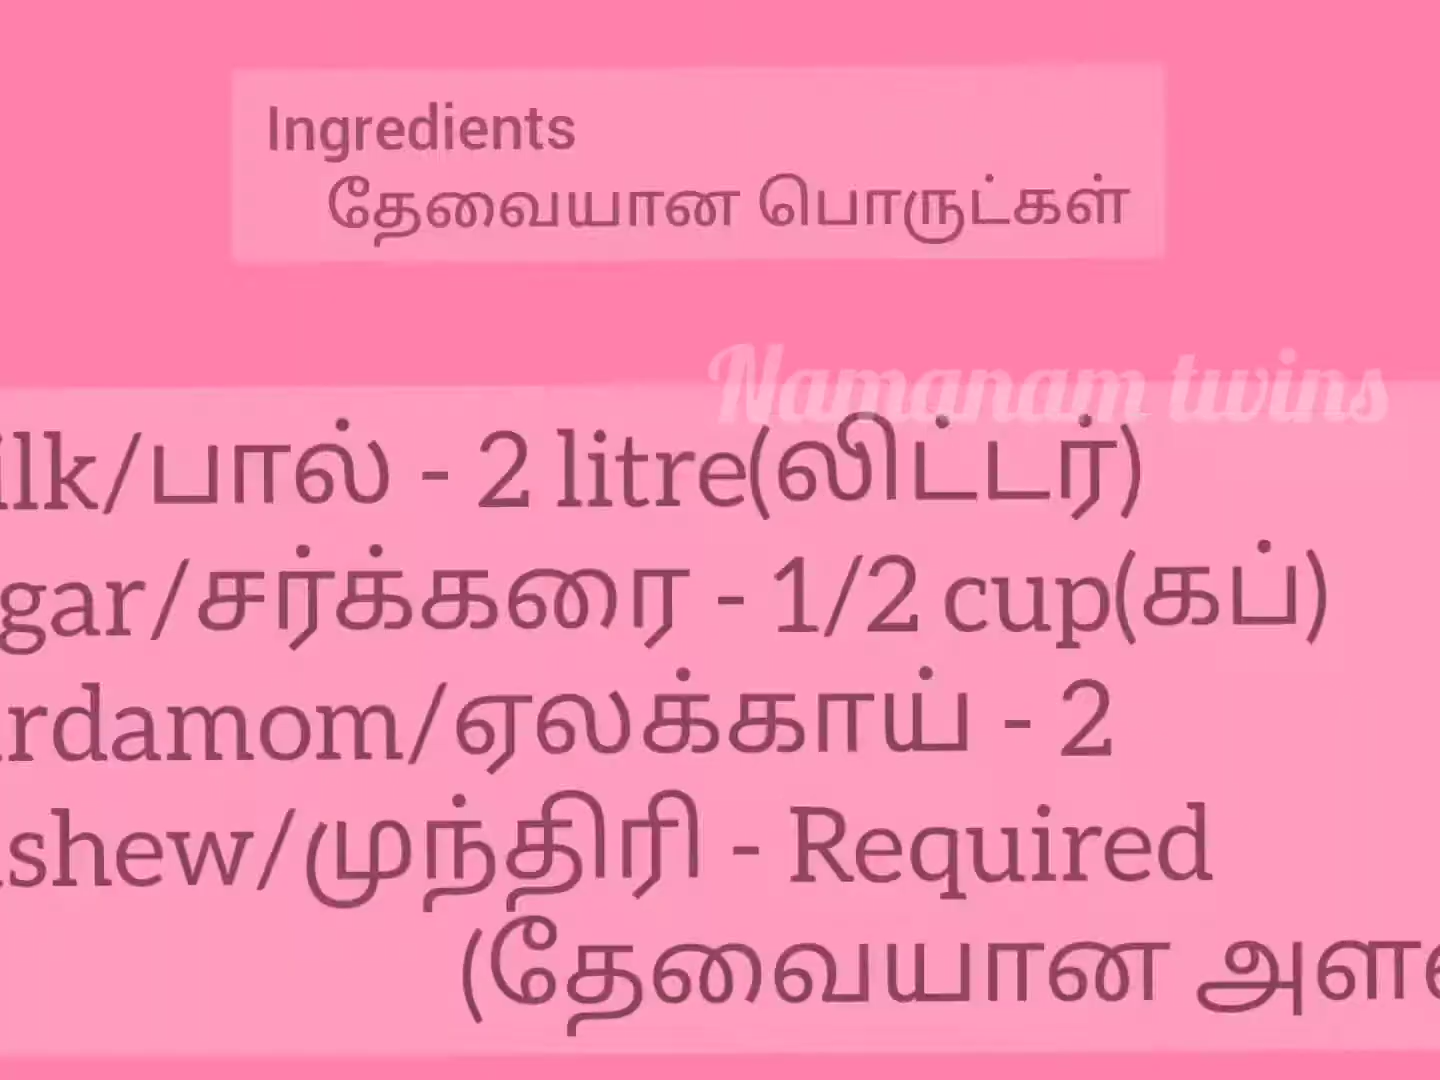 Ingredients
தேவையான பொருட்கள்
Namanam twins
ilk/பால் - 2 litre(லிட்டர்)
gar/சர்க்கரை - 1/2 cup(கப்)
rdamom/ஏலக்காய் - 2
shew/முந்திரி - Required
(தேவையான